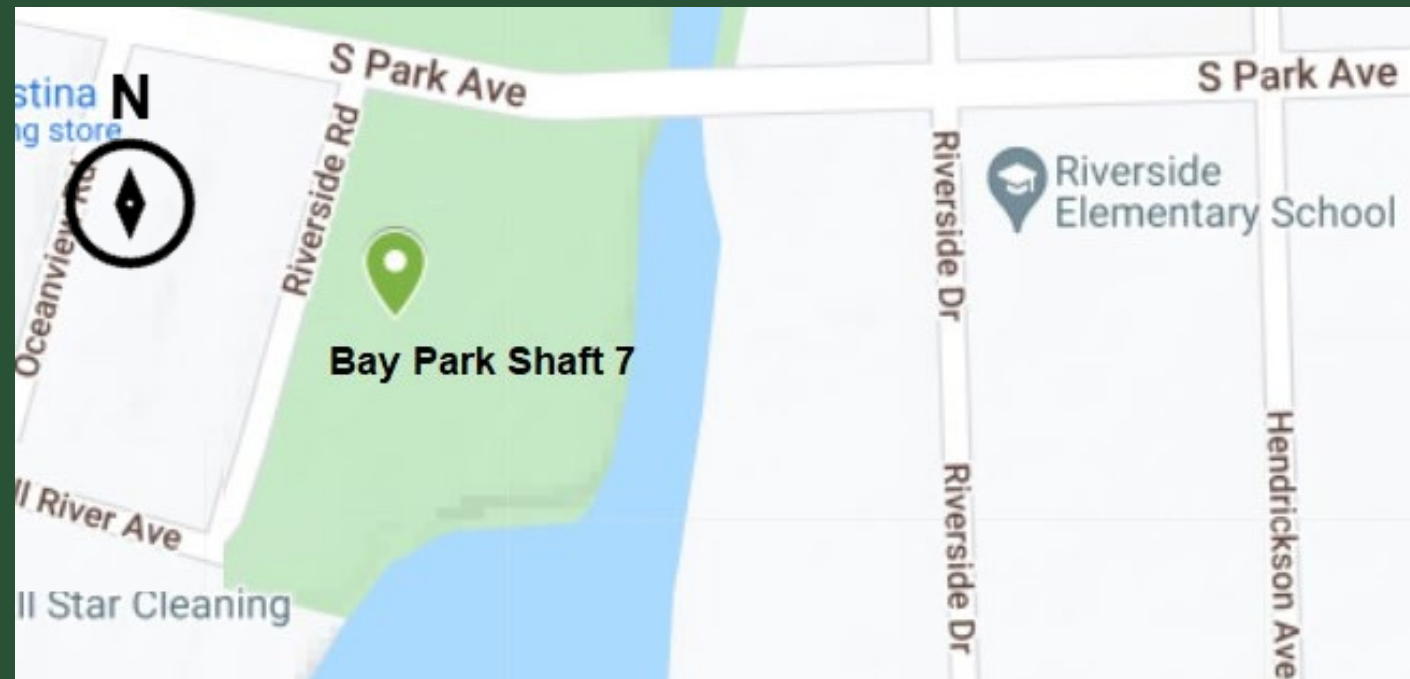 S Park Ave
S Park Ave
stina
ng store
N
Oceanview Rd
Riverside Rd
Riverside Dr
Riverside
Elementary School
Bay Park Shaft 7
ll River Ave
ll Star Cleaning
Riverside Dr
Hendrickson Ave